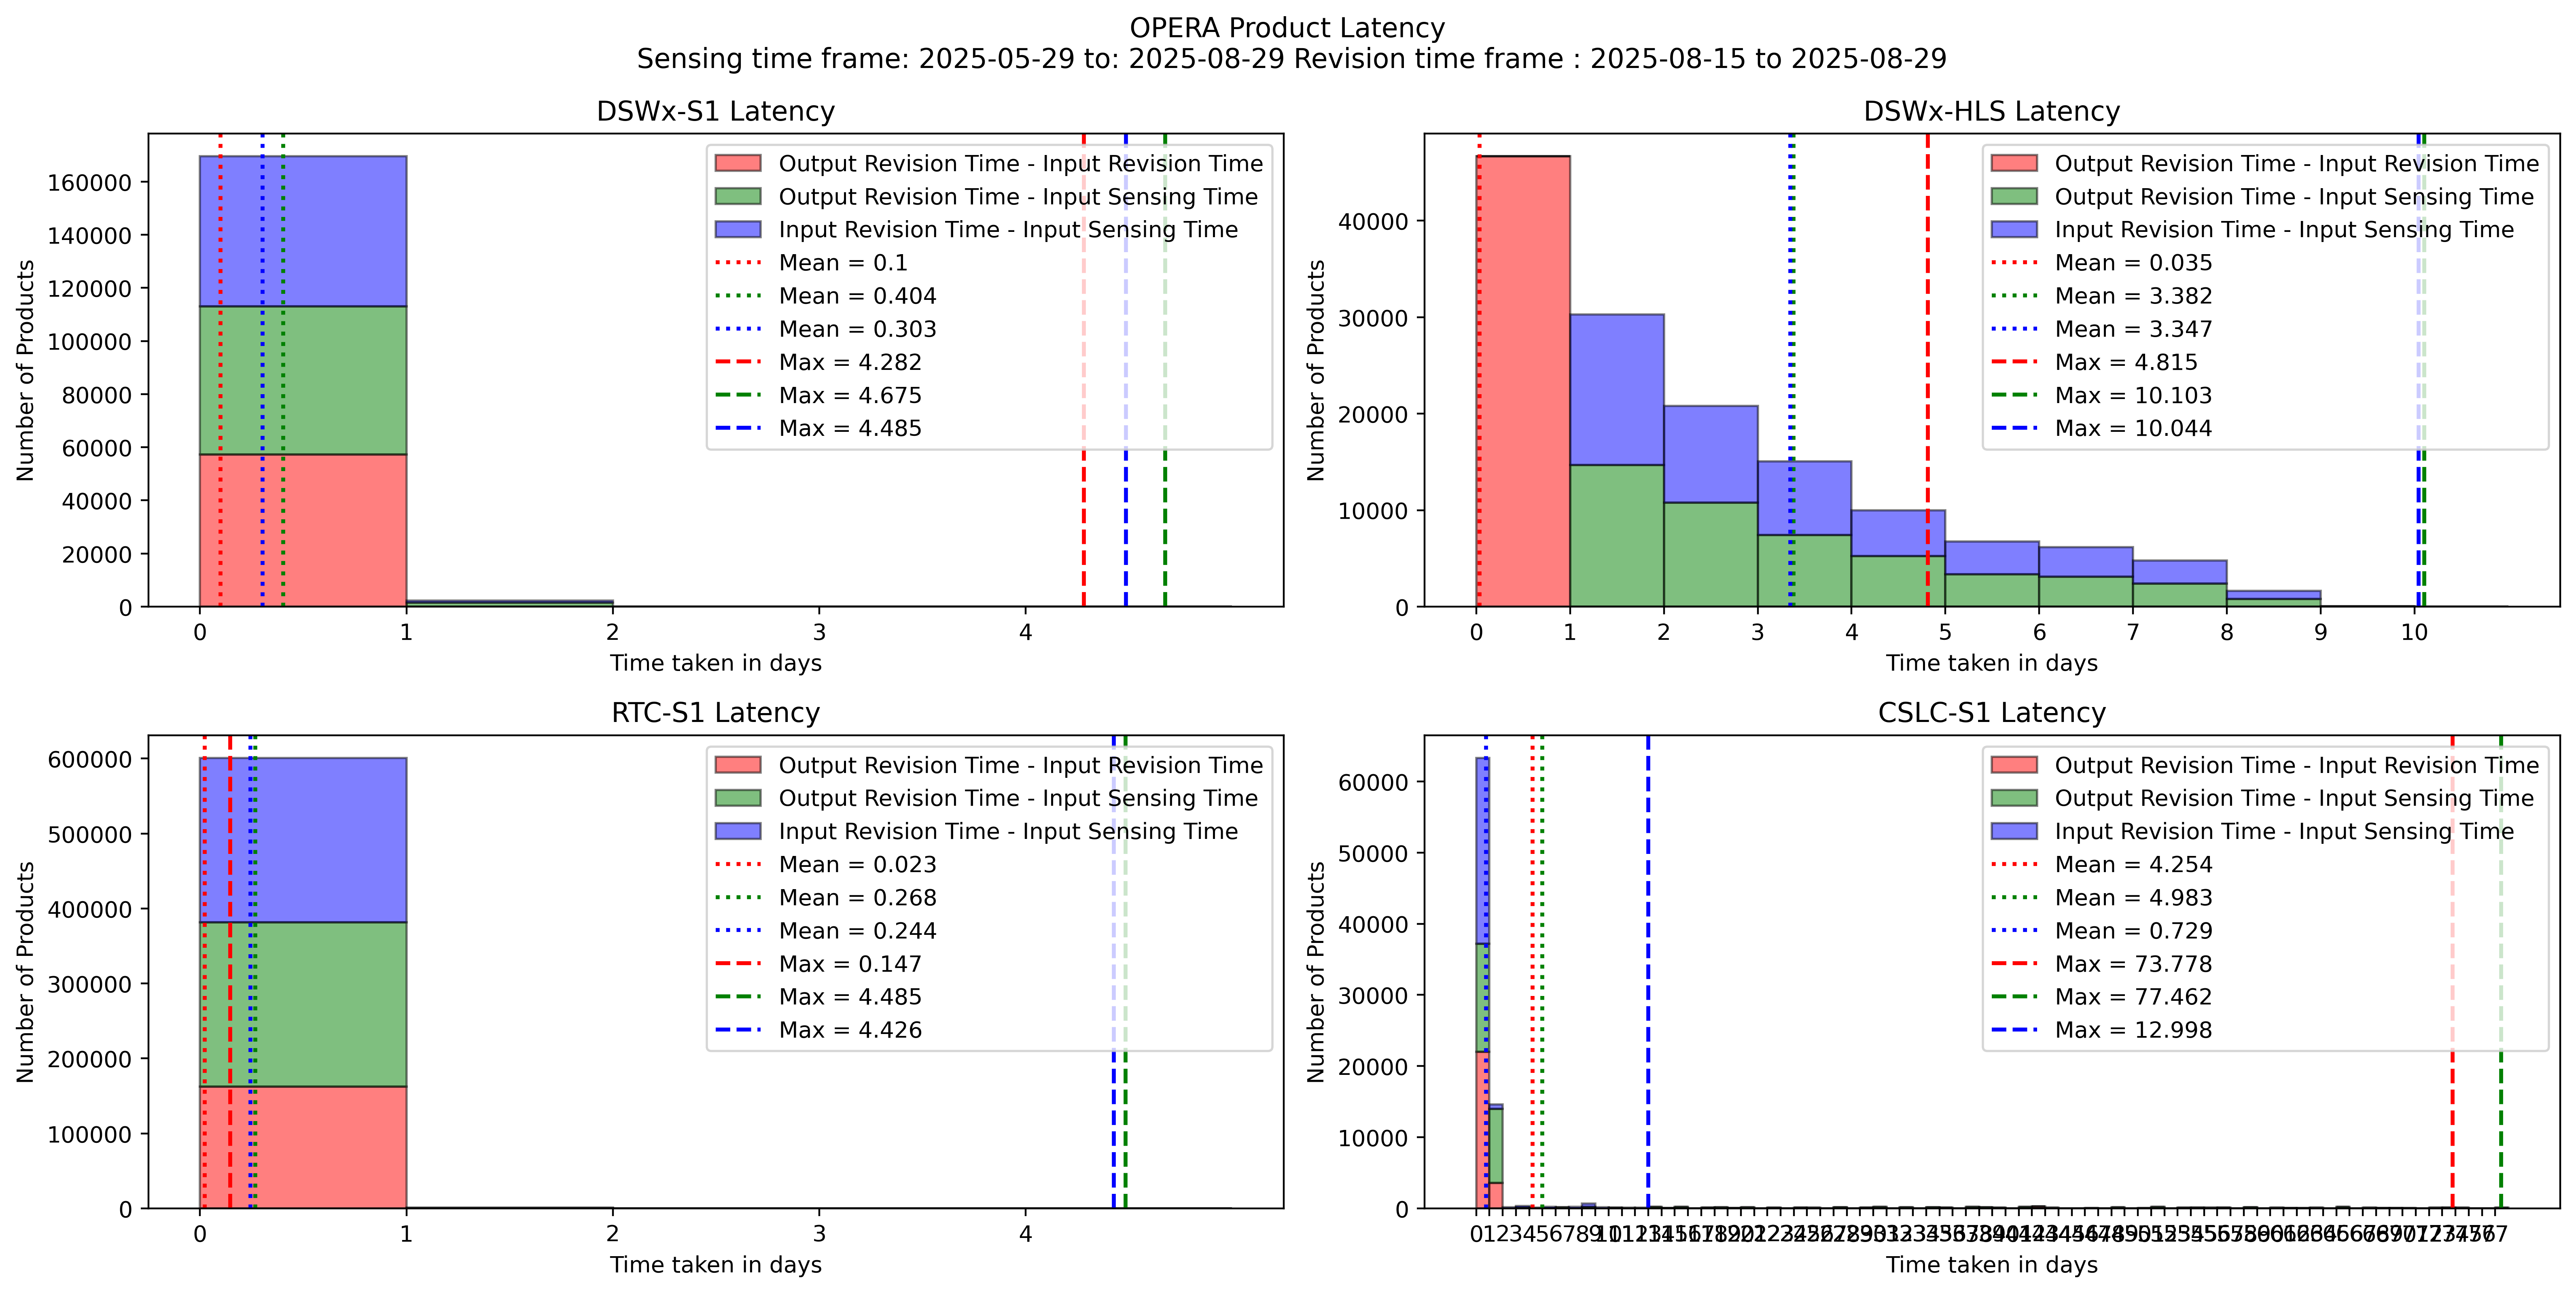 OPERA Product Latency
Sensing time frame: 2025-05-29 to: 2025-08-29 Revision time frame : 2025-08-15 to 2025-08-29
DSWx-S1 Latency
Number of Products
160000
140000
120000
100000
80000
60000
40000
20000
0
Output Revision Time - Input Revision Time
Output Revision Time - Input Sensing Time
Input Revision Time - Input Sensing Time
Mean = 0.1
Mean = 0.404
Mean = 0.303
Max = 4.282
Max = 4.675
Max = 4.485
0 1 2 3 4
Time taken in days
DSWx-HLS Latency
Number of Products
40000
30000
20000
10000
0
Output Revision Time - Input Revision Time
Output Revision Time - Input Sensing Time
Input Revision Time - Input Sensing Time
Mean = 0.035
Mean = 3.382
Mean = 3.347
Max = 4.815
Max = 10.103
Max = 10.044
0 1 2 3 4 5 6 7 8 9 10
Time taken in days
RTC-S1 Latency
Number of Products
600000
500000
400000
300000
200000
100000
0
Output Revision Time - Input Revision Time
Output Revision Time - Input Sensing Time
Input Revision Time - Input Sensing Time
Mean = 0.023
Mean = 0.268
Mean = 0.244
Max = 0.147
Max = 4.485
Max = 4.426
0 1 2 3 4
Time taken in days
CSLC-S1 Latency
Number of Products
60000
50000
40000
30000
20000
10000
0
Output Revision Time - Input Revision Time
Output Revision Time - Input Sensing Time
Input Revision Time - Input Sensing Time
Mean = 4.254
Mean = 4.983
Mean = 0.729
Max = 73.778
Max = 77.462
Max = 12.998
0 1 2 3 4 5 6 7 8 9
Time taken in days